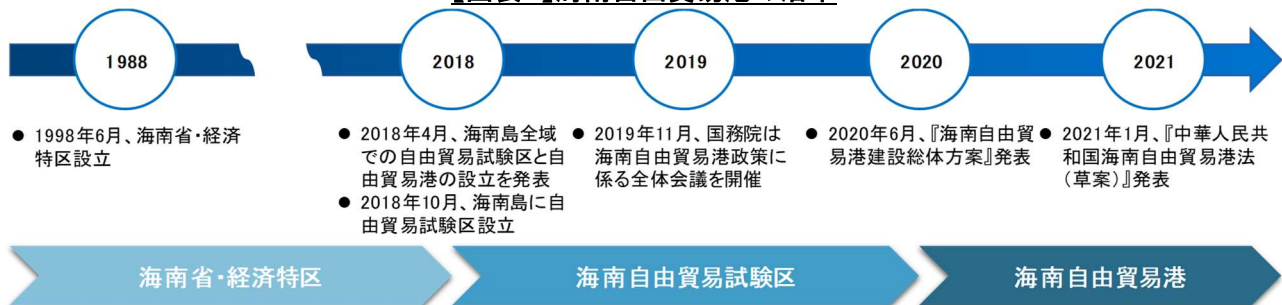 1988
2018
2019
2020
2021
● 1998年6月、海南省・経済
特区設立
● 2018年4月、海南島全域
での自由貿易試験区と自
由貿易港の設立を発表
● 2018年10月、海南島に自
由貿易試験区設立
● 2019年11月、国務院は
海南自由貿易港政策に
係る全体会議を開催
● 2020年6月、『海南自由貿
易港建設総体方案』発表
● 2021年1月、『中華人民共
和国海南自由貿易港法
（草案）』発表
海南省・経済特区
海南自由貿易試験区
海南自由貿易港